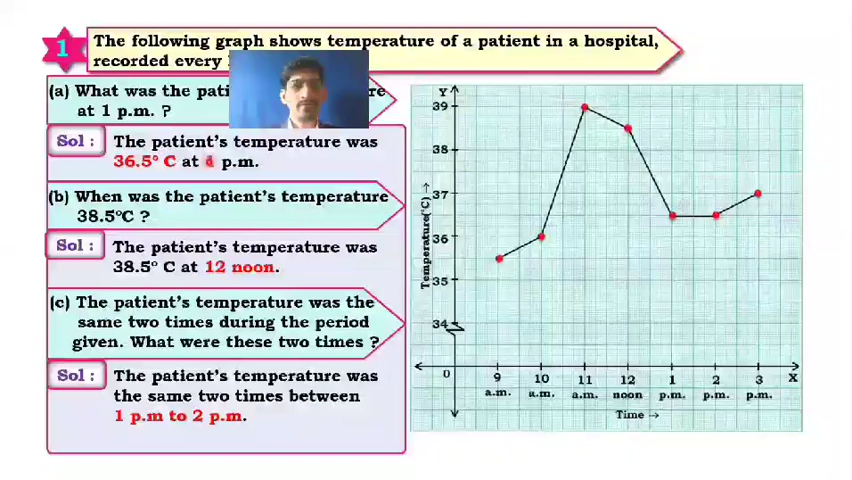 1
The following graph shows temperature of a patient in a hospital,
recorded every
(a) What was the
at 1 p.m. ?
Sol :
The patient's temperature was
36.5° C at p.m.
(b) When was the patient's temperature
38.5°C ?
Sol :
The patient's temperature was
38.5° C at 12 noon.
(c) The patient's temperature was the
same two times during the period
given. What were these two times ?
Sol :
The patient's temperature was
the same two times between
1 p.m to 2 p.m.
Y
39
38
37
36
35
34
Temperature(°C) →
0
9 10 11 12 1 2 3 X
a.m. a.m. a.m. noon p.m. p.m. p.m.
Time →